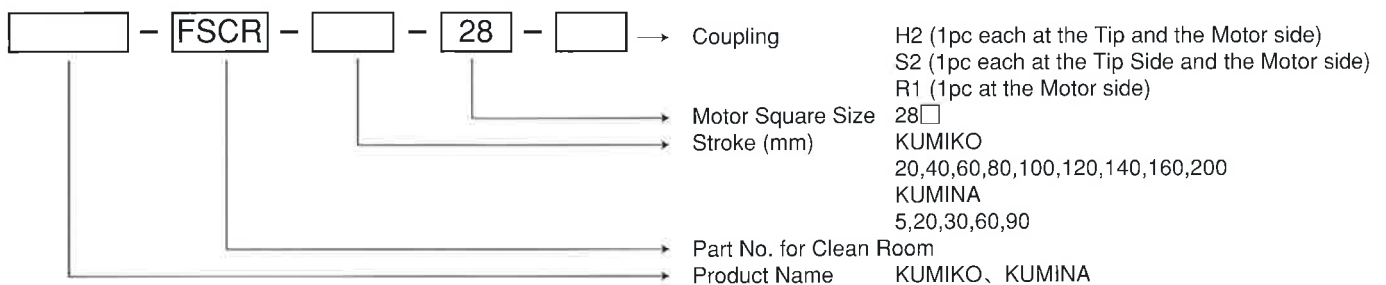 - FSCR - - 28 - → Coupling H2 (1pc each at the Tip and the Motor side)
S2 (1pc each at the Tip Side and the Motor side)
R1 (1pc at the Motor side)
Motor Square Size 28□
Stroke (mm) KUMIKO
20,40,60,80,100,120,140,160,200
KUMINA
5,20,30,60,90
Part No. for Clean Room
Product Name KUMIKO、KUMINA